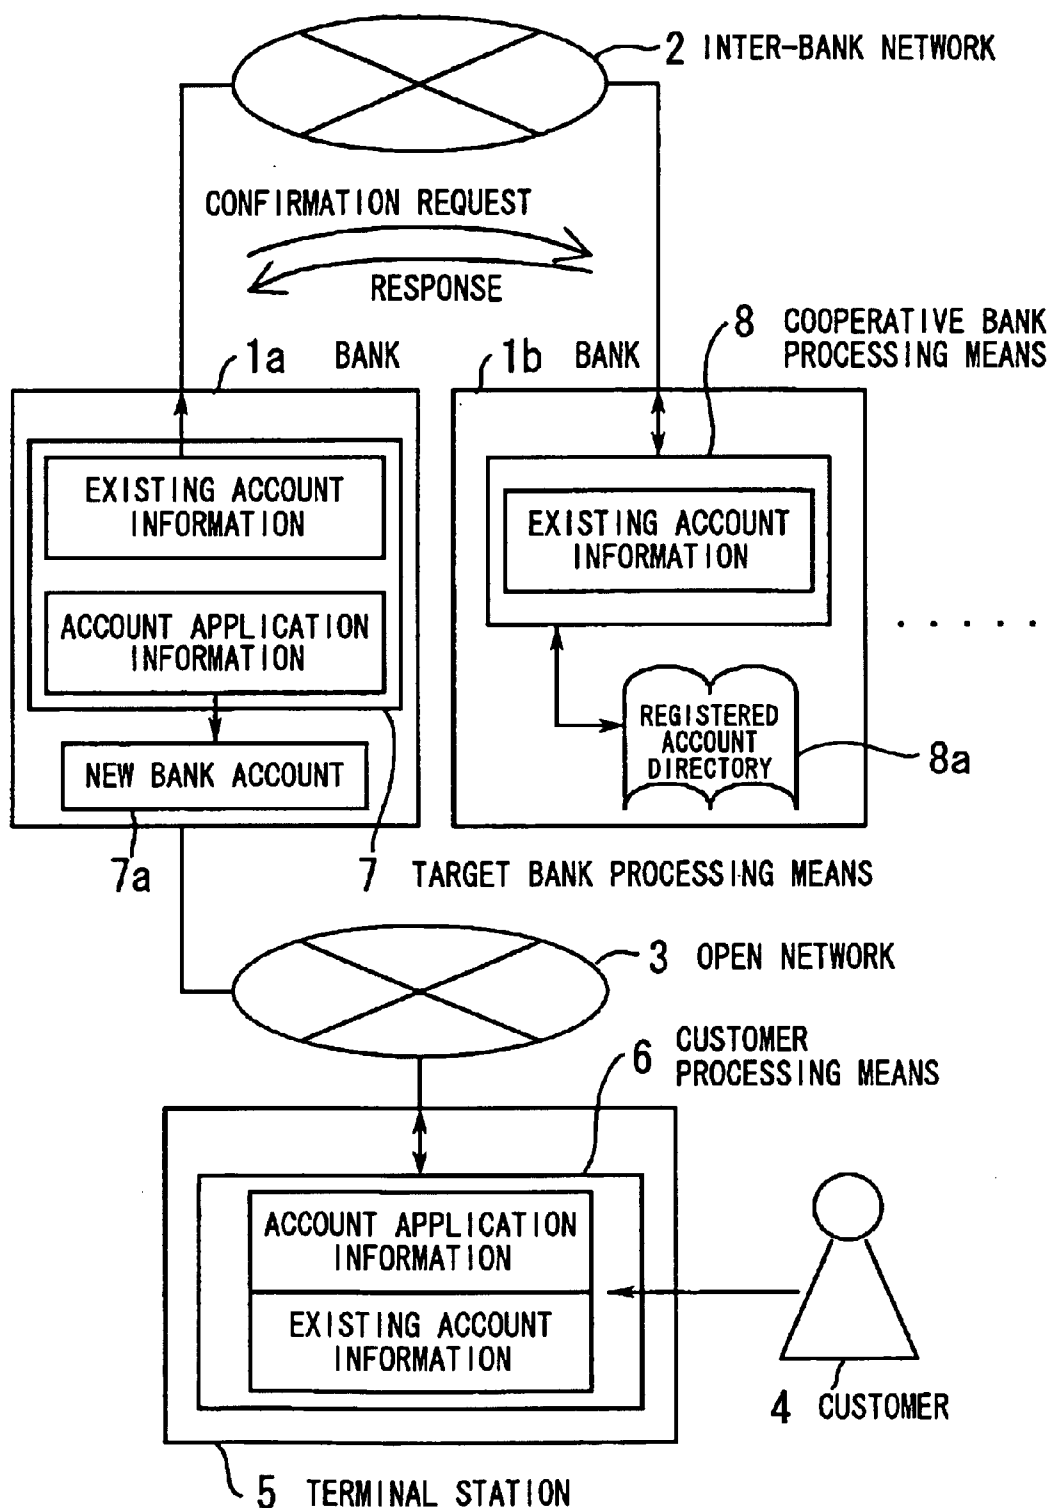 2 INTER-BANK NETWORK
CONFIRMATION REQUEST
RESPONSE
1a BANK
1b BANK
8 COOPERATIVE BANK
PROCESSING MEANS
EXISTING ACCOUNT
INFORMATION
ACCOUNT APPLICATION
INFORMATION
NEW BANK ACCOUNT
EXISTING ACCOUNT
INFORMATION
.....
REGISTERED
ACCOUNT
DIRECTORY
8a
7a
7 TARGET BANK PROCESSING MEANS
3 OPEN NETWORK
6 CUSTOMER
PROCESSING MEANS
ACCOUNT APPLICATION
INFORMATION
EXISTING ACCOUNT
INFORMATION
4 CUSTOMER
5 TERMINAL STATION